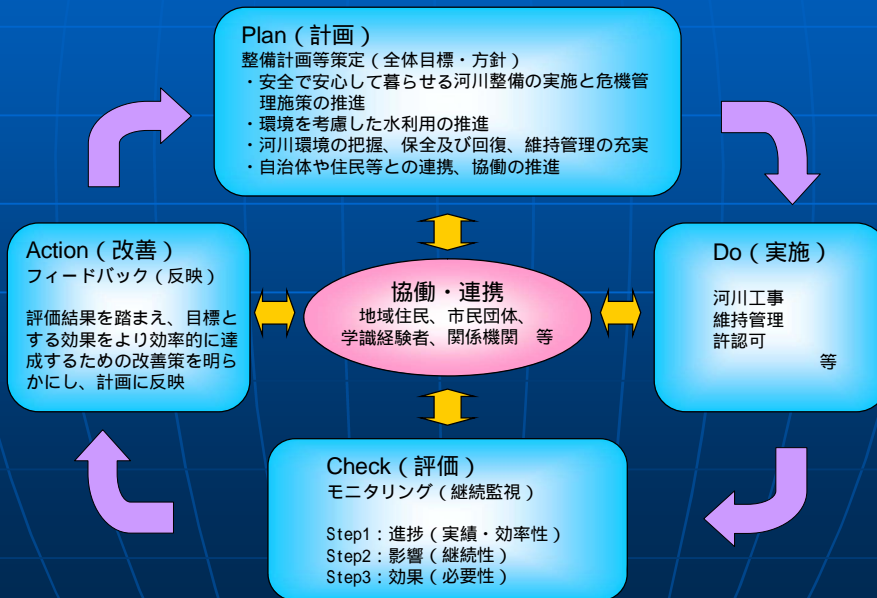 Plan(計画)
整備計画等策定(全体目標・方針)
・安全で安心して暮らせる河川整備の実施と危機管
理施策の推進
・環境を考慮した水利用の推進
・河川環境の把握、保全及び回復、維持管理の充実
・自治体や住民等との連携、協働の推進
Action(改善)
フィードバック(反映)
評価結果を踏まえ、目標と
する効果をより効率的に達
成するための改善策を明ら
かにし、計画に反映
協働・連携
地域住民、市民団体、
学識経験者、関係機関 等
Do(実施)
河川工事
維持管理
許認可
等
Check(評価)
モニタリング(継続監視)
Step1:進捗(実績・効率性)
Step2:影響(継続性)
Step3:効果(必要性)